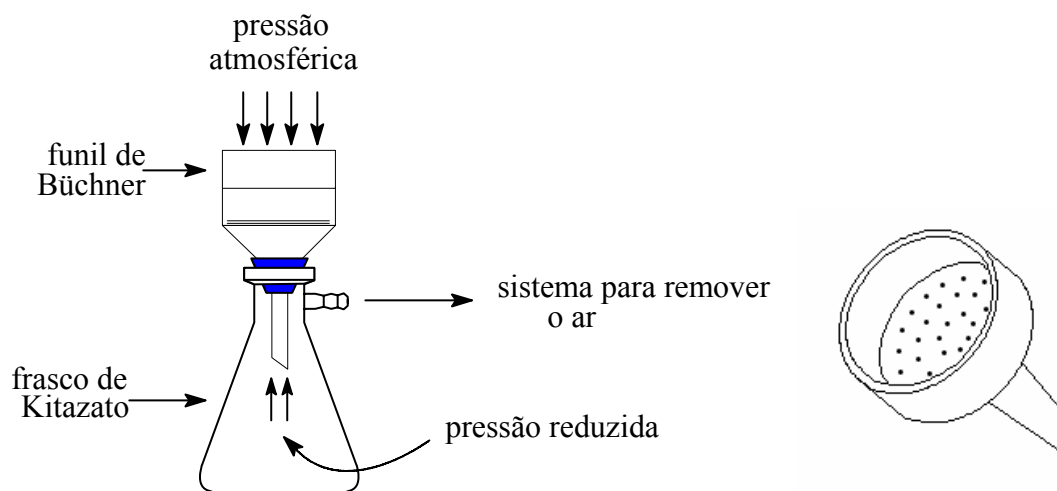 pressão
atmosférica
funil de
Büchner
sistema para remover
o ar
frasco de
Kitazato
pressão reduzida